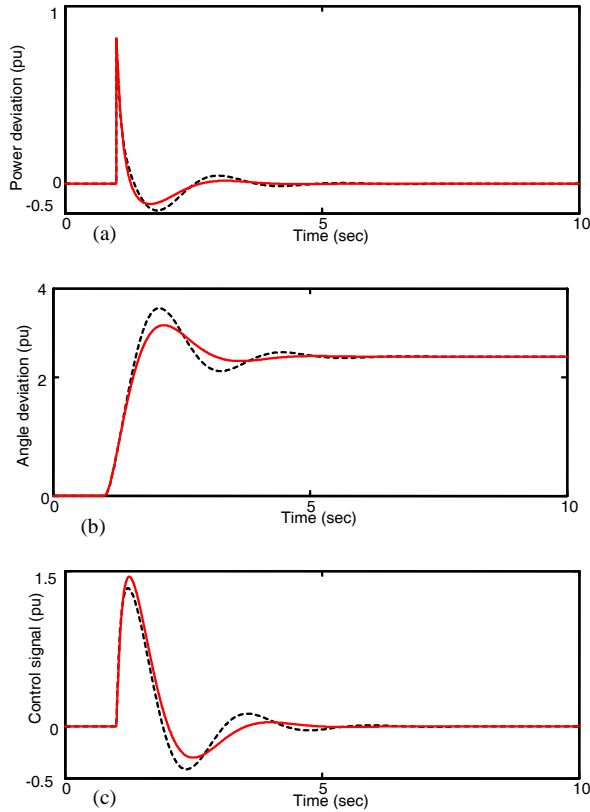 1
Power deviation (pu)
0
-0.5
0
5
10
(a)
Time (sec)
4
Angle deviation (pu)
2
0
0
5
10
Time (sec)
(b)
1.5
Control signal (pu)
0
-0.5
0
5
10
(c)
Time (sec)